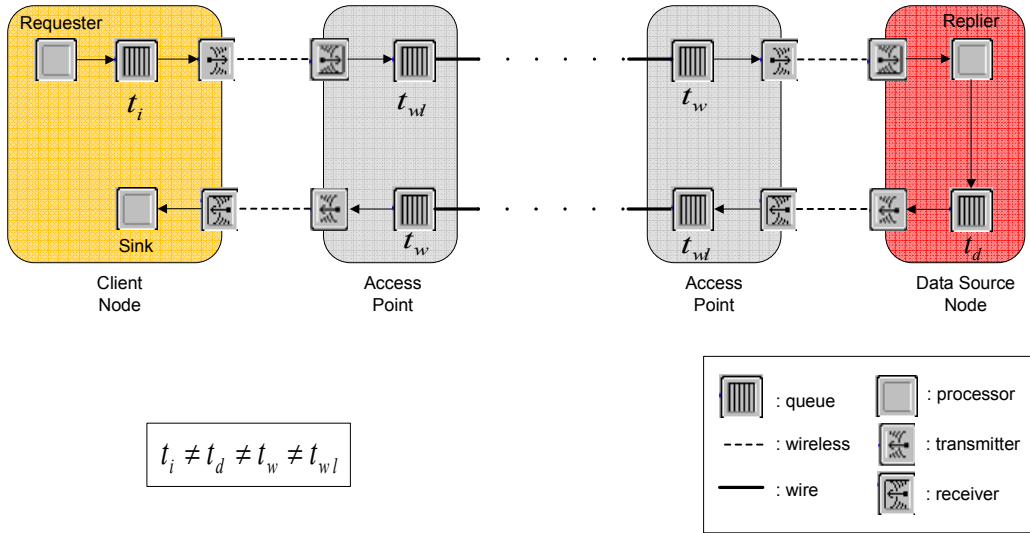 Requester
Replier
t_i
t_wl
t_w
Sink
t_w
t_wl
t_d
Client
Node
Access
Point
Access
Point
Data Source
Node
: queue
: processor
: wireless
: transmitter
: wire
: receiver
t_i ≠ t_d ≠ t_w ≠ t_wl